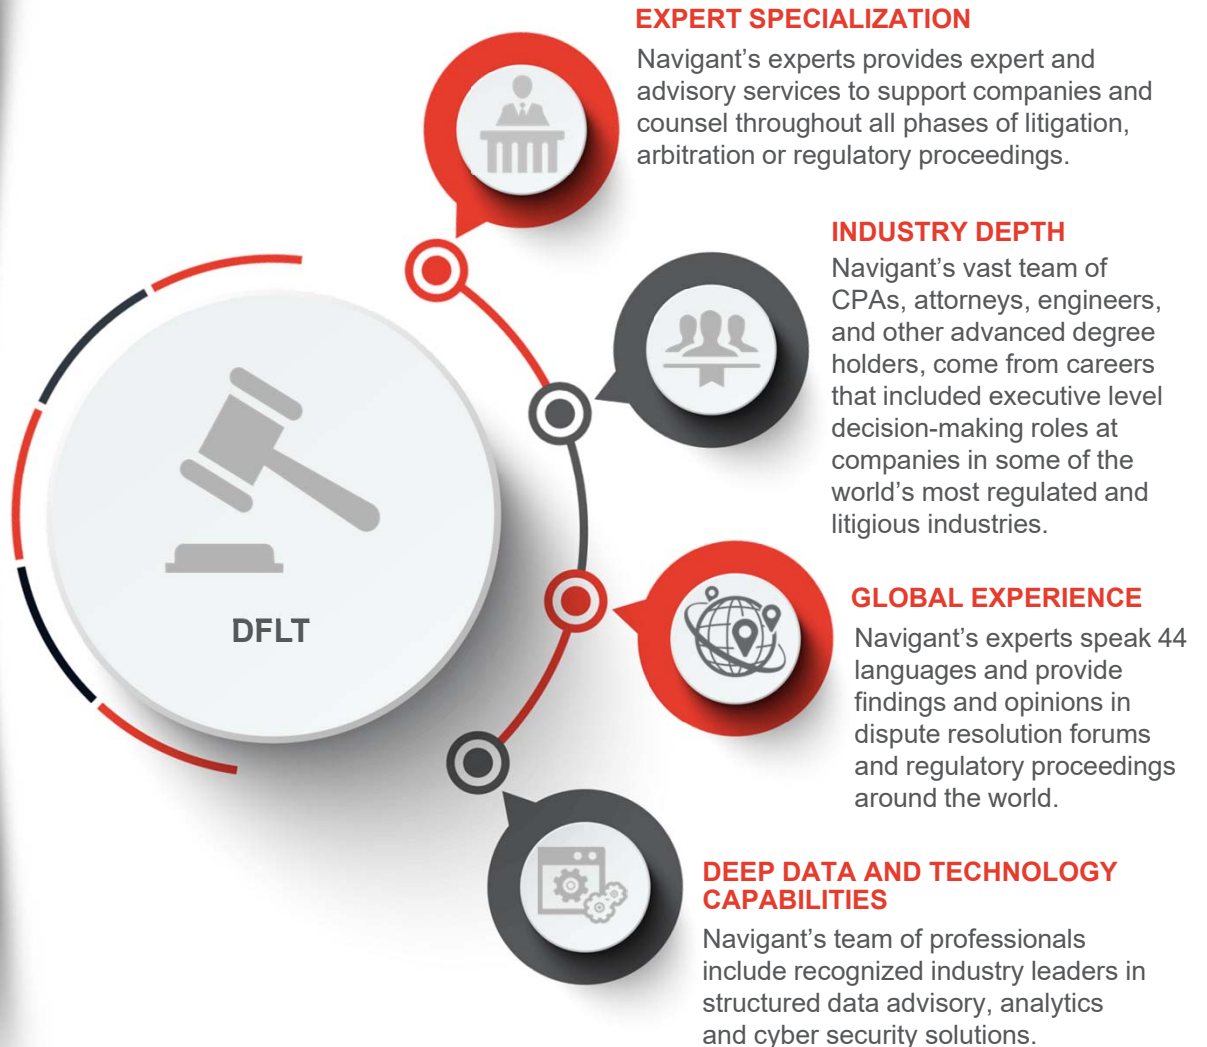 EXPERT SPECIALIZATION
Navigant’s experts provides expert and
advisory services to support companies and
counsel throughout all phases of litigation,
arbitration or regulatory proceedings.
INDUSTRY DEPTH
Navigant’s vast team of
CPAs, attorneys, engineers,
and other advanced degree
holders, come from careers
that included executive level
decision-making roles at
companies in some of the
world’s most regulated and
litigious industries.
DFLT
GLOBAL EXPERIENCE
Navigant’s experts speak 44
languages and provide
findings and opinions in
dispute resolution forums
and regulatory proceedings
around the world.
DEEP DATA AND TECHNOLOGY
CAPABILITIES
Navigant’s team of professionals
include recognized industry leaders in
structured data advisory, analytics
and cyber security solutions.